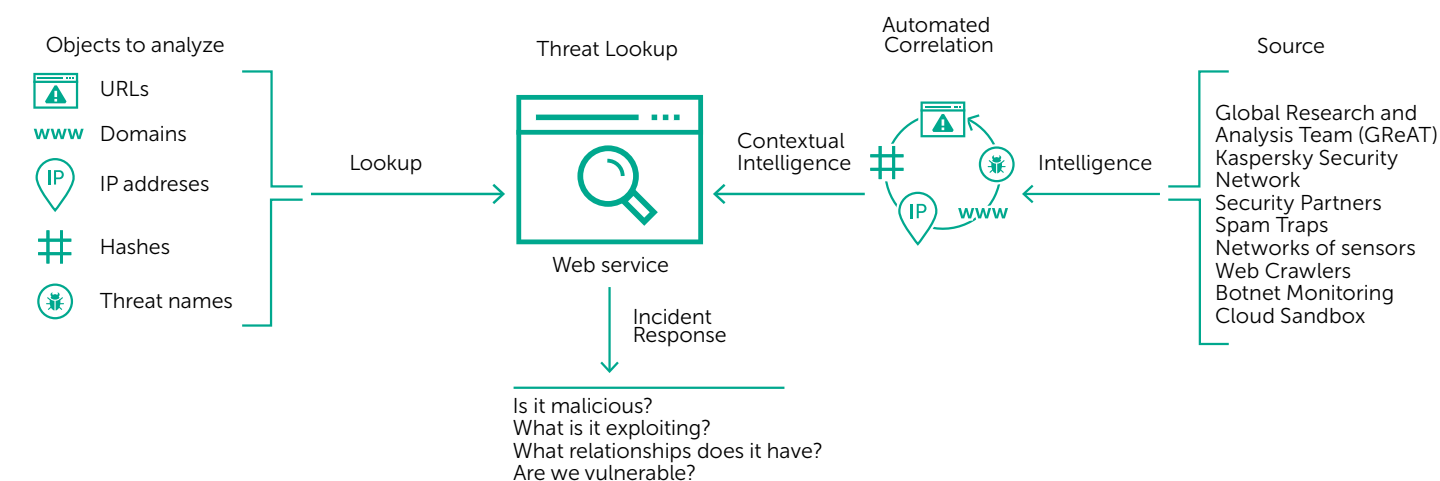 Objects to analyze
URLs
www
Domains
IP
IP addreses
Hashes
Threat names
Lookup
Threat Lookup
Web service
Incident
Response
Is it malicious?
What is it exploiting?
What relationships does it have?
Are we vulnerable?
Contextual
Intelligence
Automated
Correlation
IP
www
Intelligence
Source
Global Research and
Analysis Team (GReAT)
Kaspersky Security
Network
Security Partners
Spam Traps
Networks of sensors
Web Crawlers
Botnet Monitoring
Cloud Sandbox